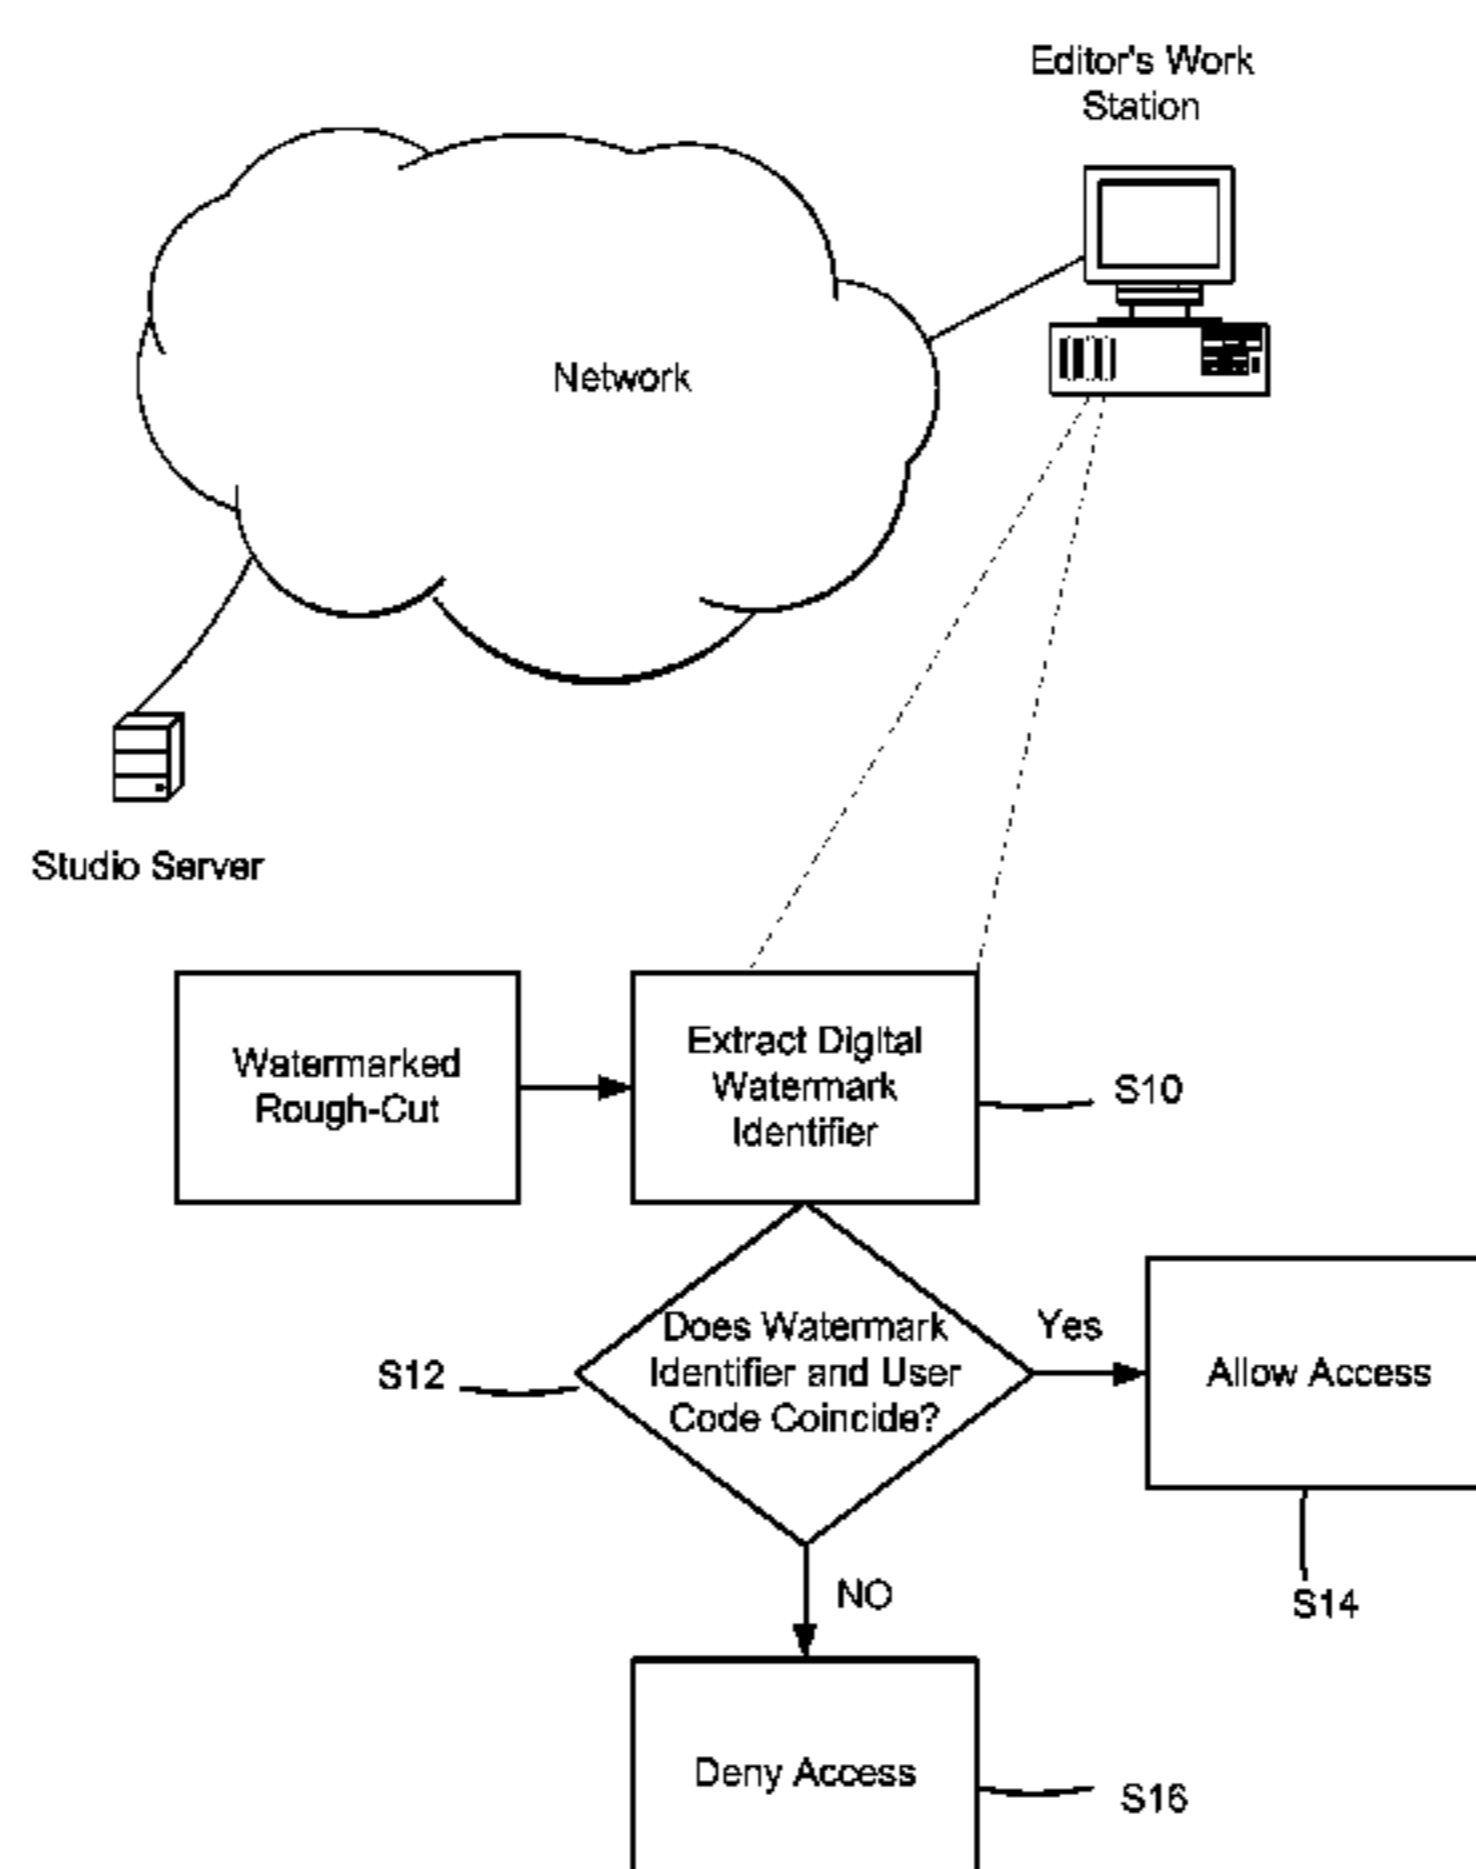 Editor's Work
Station
Network
Studio Server
Watermarked
Rough-Cut
Extract Digital
Watermark
Identifier
S10
Does Watermark
Identifier and User
Code Coincide?
S12
Yes
Allow Access
S14
NO
Deny Access
S16